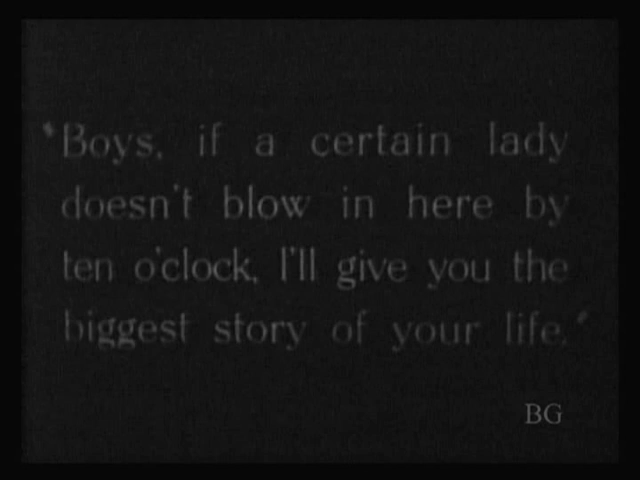 "Boys, if a certain lady
doesn't blow in here by
ten o'clock, I'll give you the
biggest story of your life."
BG